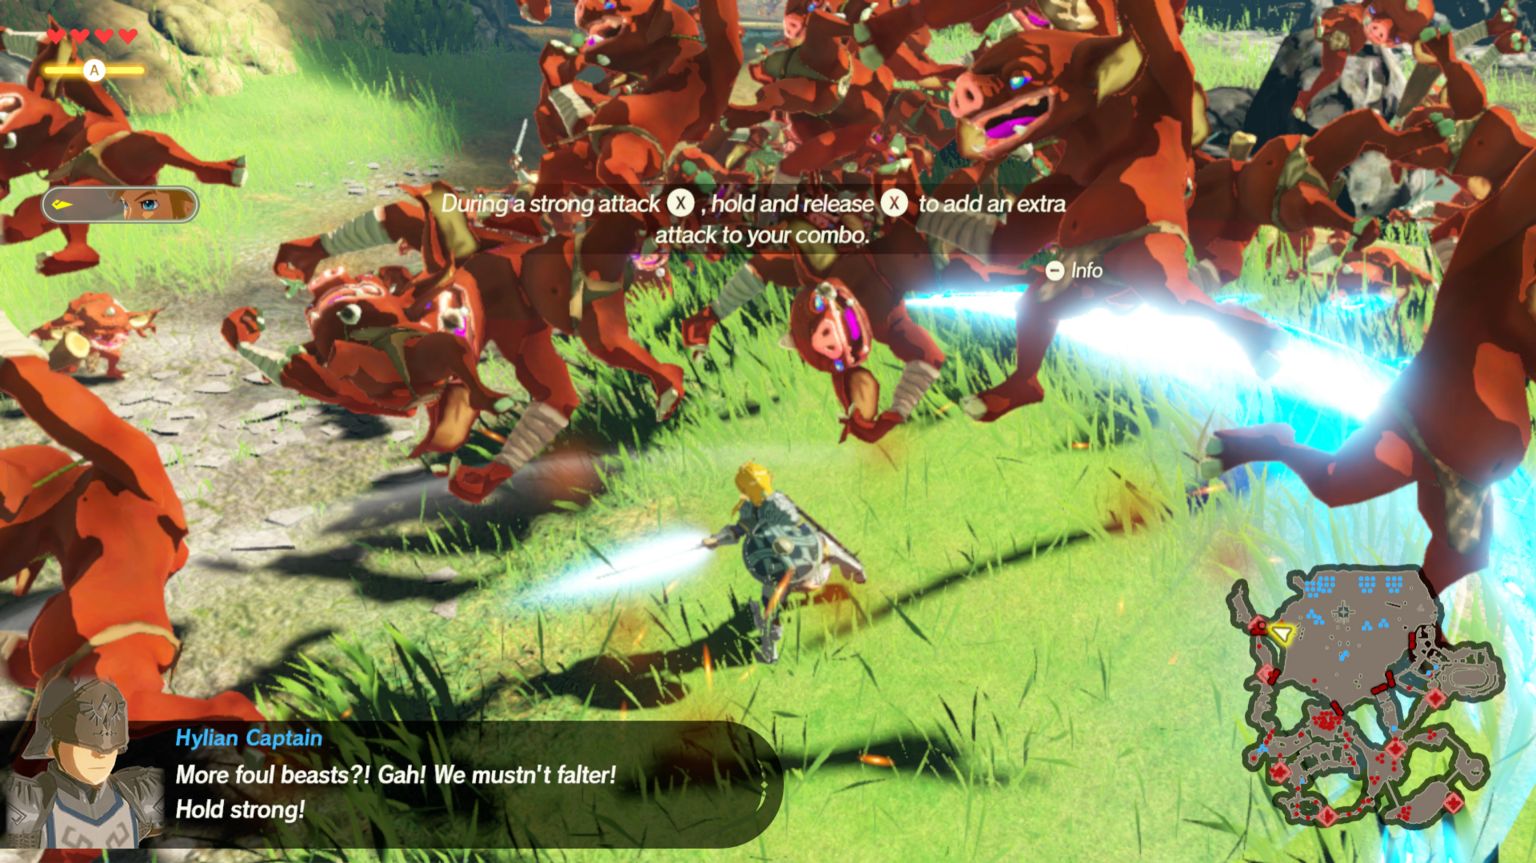 A
During a strong attack X , hold and release X to add an extra
attack to your combo.
Info
Hylian Captain
More foul beasts?! Gah! We mustn't falter!
Hold strong!